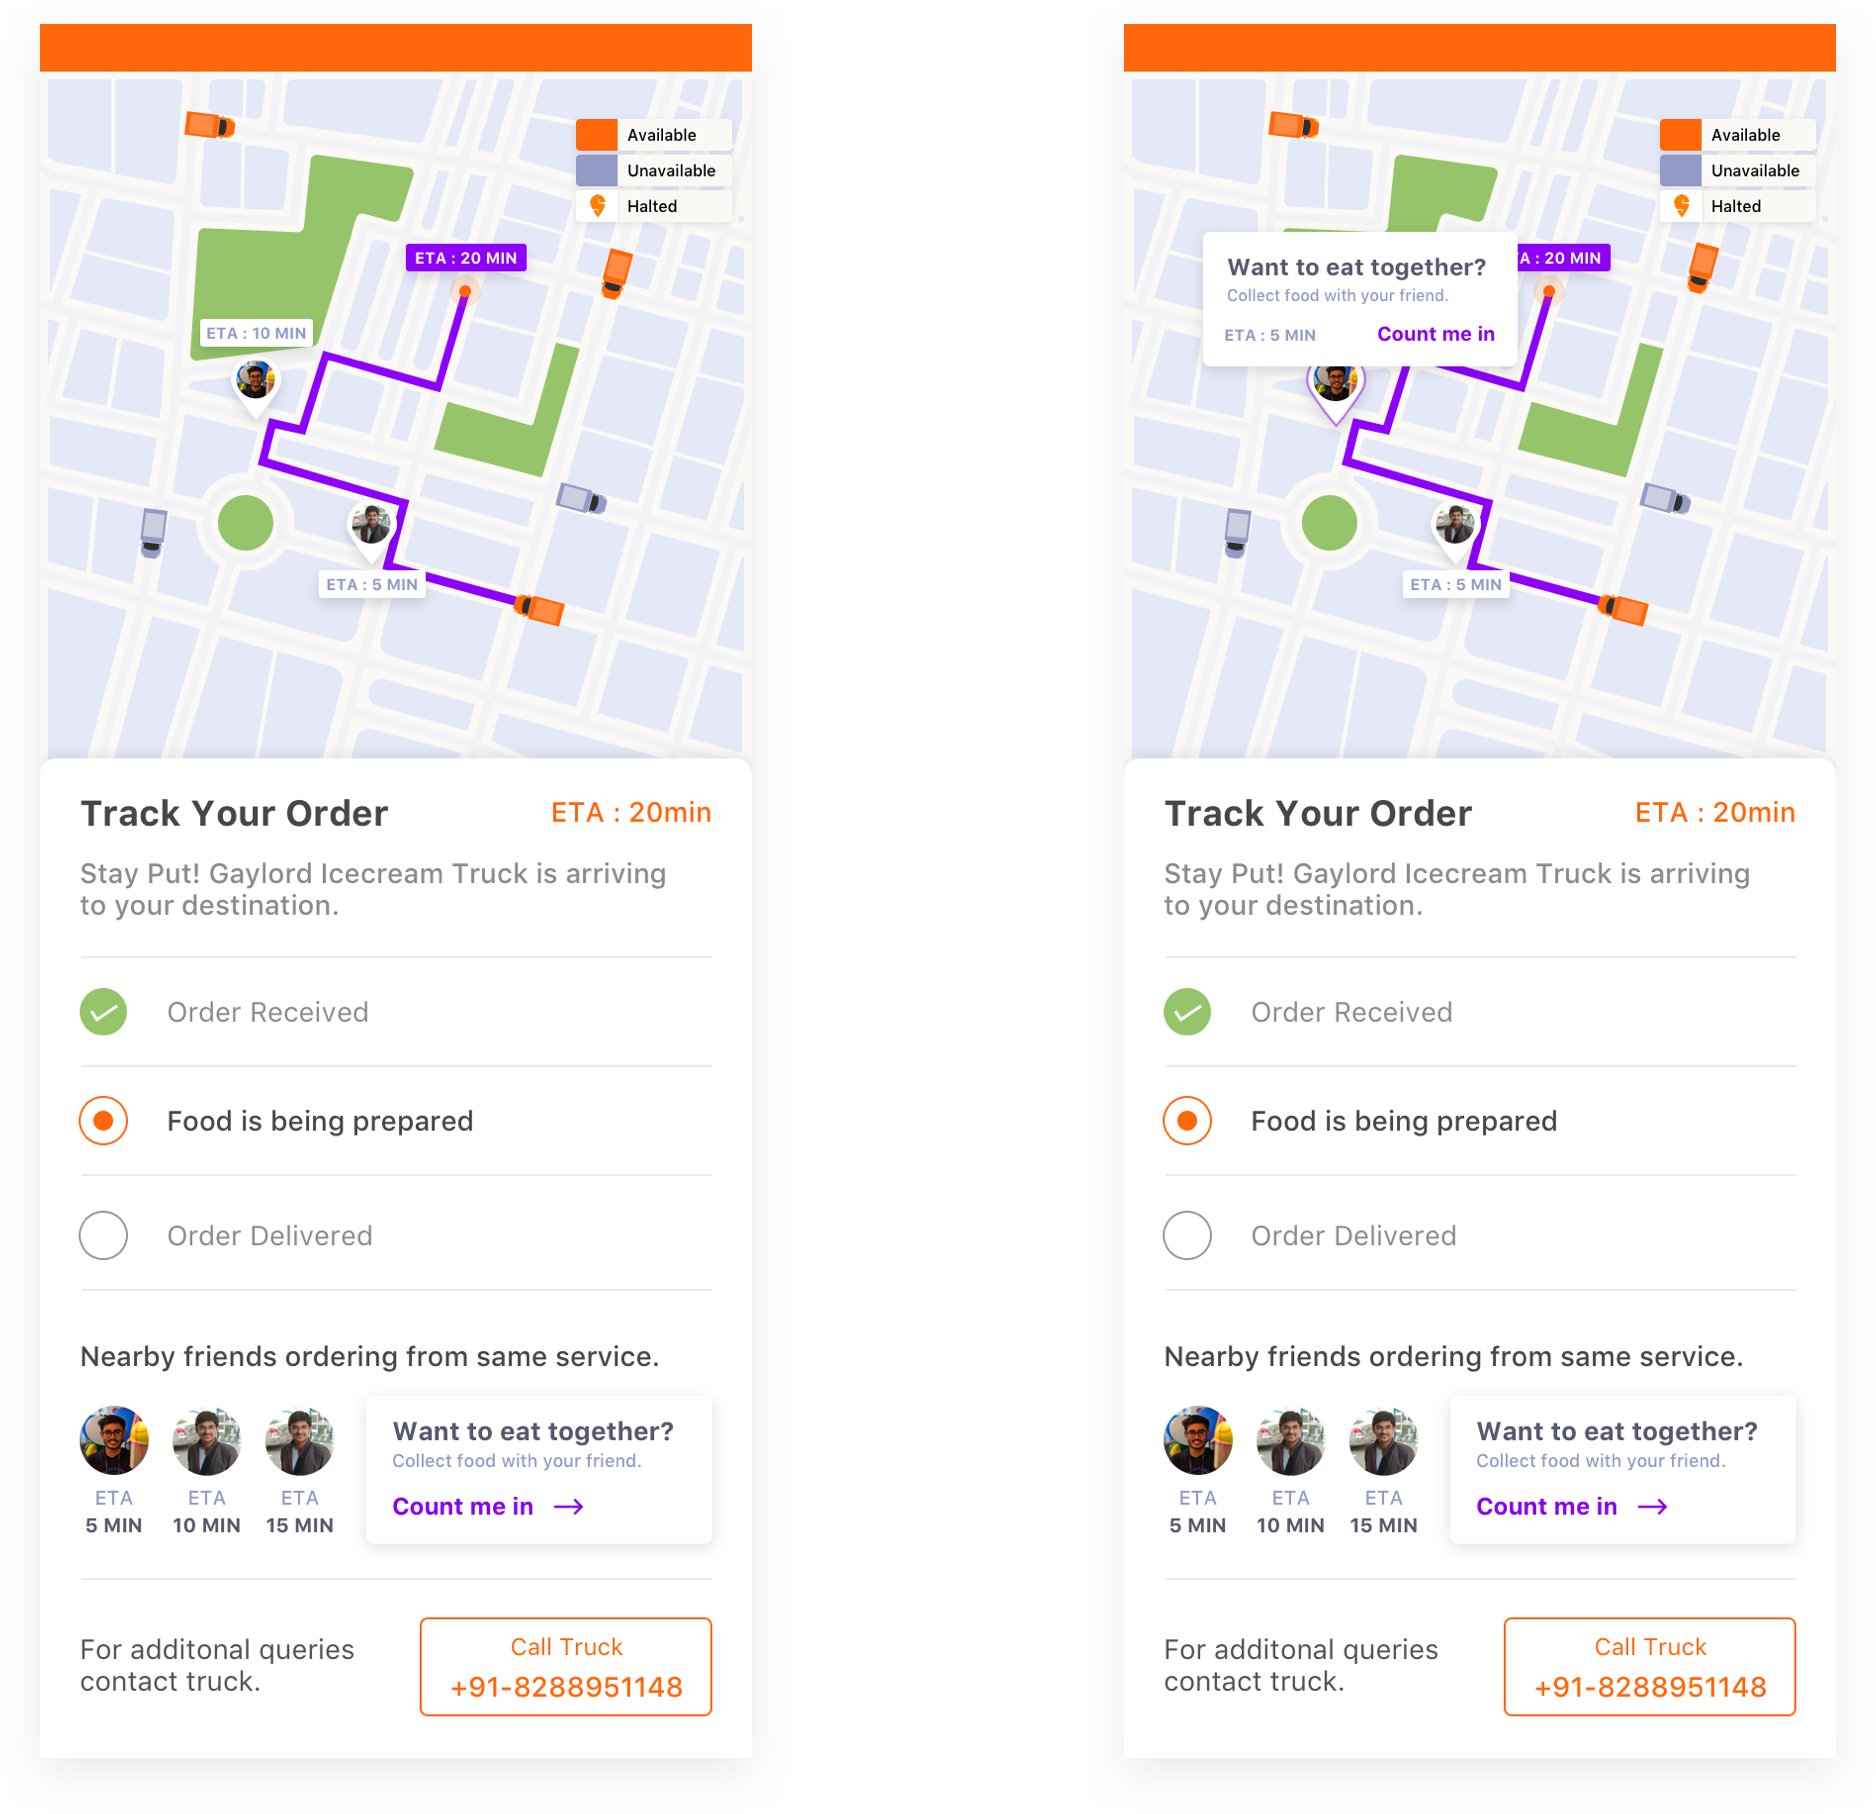 Available
Unavailable
Halted
ETA : 20 MIN
ETA : 10 MIN
ETA : 5 MIN
Track Your Order
ETA : 20min
Stay Put! Gaylord Icecream Truck is arriving
to your destination.
Order Received
Food is being prepared
Order Delivered
Nearby friends ordering from same service.
ETA
5 MIN
ETA
10 MIN
ETA
15 MIN
Want to eat together?
Collect food with your friend.
Count me in
For additonal queries
contact truck.
Call Truck
+91-8288951148
Available
Unavailable
Halted
Want to eat together?
Collect food with your friend.
ETA : 5 MIN
Count me in
A : 20 MIN
ETA : 5 MIN
Track Your Order
ETA : 20min
Stay Put! Gaylord Icecream Truck is arriving
to your destination.
Order Received
Food is being prepared
Order Delivered
Nearby friends ordering from same service.
ETA
5 MIN
ETA
10 MIN
ETA
15 MIN
Want to eat together?
Collect food with your friend.
Count me in
For additonal queries
contact truck.
Call Truck
+91-8288951148